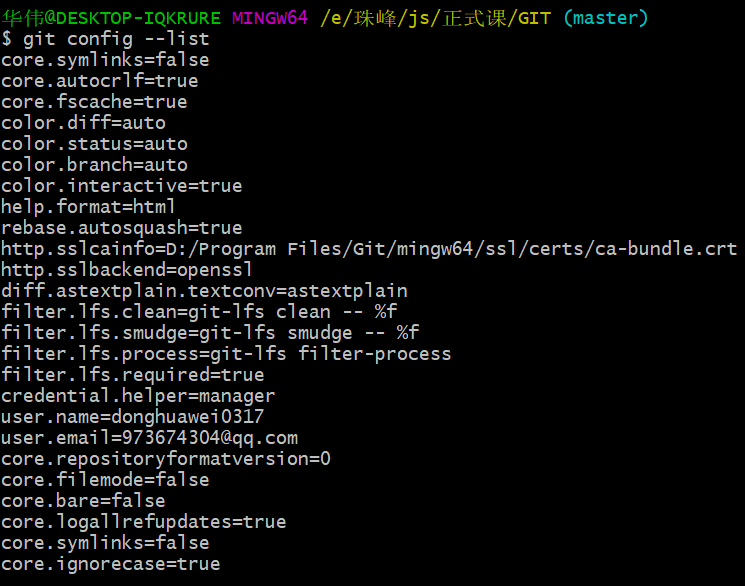 华伟@DESKTOP-IQKRURE MINGW64 /e/珠峰/js/正式课/GIT (master)
$ git config --list
core.symlinks=false
core.autocrlf=true
core.fscache=true
color.diff=auto
color.status=auto
color.branch=auto
color.interactive=true
help.format=html
rebase.autosquash=true
http.sslcainfo=D:/Program Files/Git/mingw64/ssl/certs/ca-bundle.crt
http.sslbackend=openssl
diff.astextplain.textconv=astextplain
filter.lfs.clean=git-lfs clean -- %f
filter.lfs.smudge=git-lfs smudge -- %f
filter.lfs.process=git-lfs filter-process
filter.lfs.required=true
credential.helper=manager
user.name=donghuawei0317
user.email=973674304@qq.com
core.repositoryformatversion=0
core.filemode=false
core.bare=false
core.logallrefupdates=true
core.symlinks=false
core.ignorecase=true